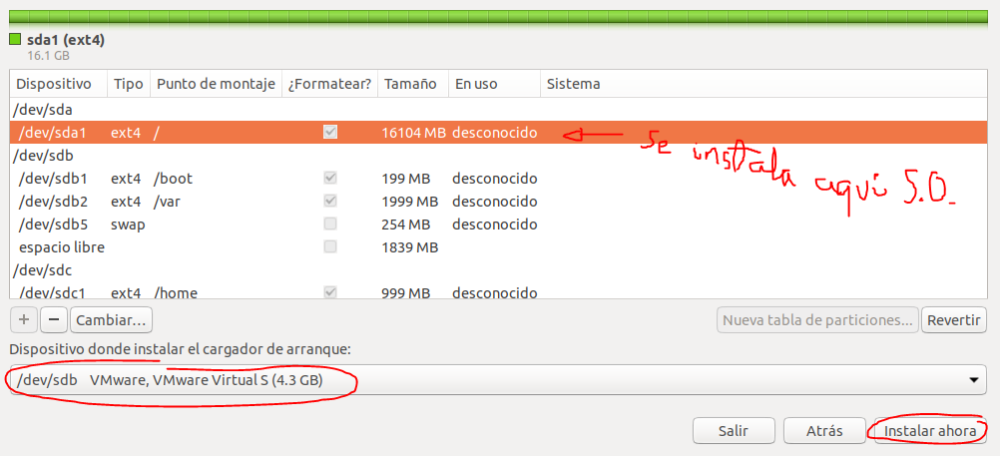 sda1 (ext4)
16.1 GB
Dispositivo Tipo Punto de montaje ¿Formatear? Tamaño En uso Sistema
/dev/sda
/dev/sda1 ext4 / 16104 MB desconocido
Se instala aqui S.O.
/dev/sdb
/dev/sdb1 ext4 /boot 199 MB desconocido
/dev/sdb2 ext4 /var 1999 MB desconocido
/dev/sdb5 swap 254 MB desconocido
espacio libre 1839 MB
/dev/sdc
/dev/sdc1 ext4 /home 999 MB desconocido
+ − Cambiar... Nueva tabla de particiones... Revertir
Dispositivo donde instalar el cargador de arranque:
/dev/sdb VMware, VMware Virtual S (4.3 GB)
Salir Atrás Instalar ahora